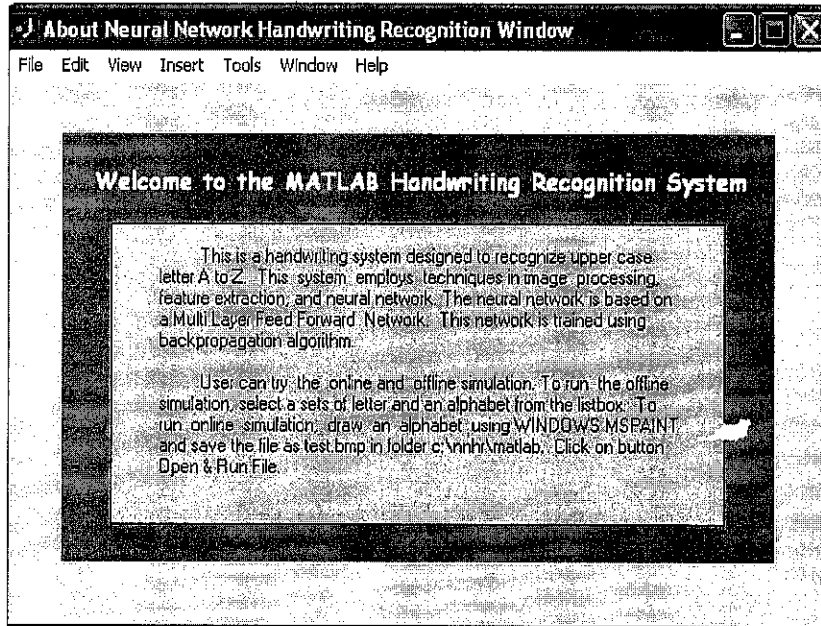 About Neural Network Handwriting Recognition Window
File Edit View Insert Tools Window Help
Welcome to the MATLAB Handwriting Recognition System
This is a handwriting system designed to recognize upper case
letter A to Z. This system employs techniques in image processing,
feature extraction, and neural network. The neural network is based on
a Multi Layer Feed Forward Network. This network is trained using
backpropagation algorithm.
User can try the online and offline simulation. To run the offline
simulation, select a sets of letter and an alphabet from the listbox. To
run online simulation, draw an alphabet using WINDOWS MSPAINT
and save the file as test.bmp in folder c:\nnhr\matlab. Click on button
Open & Run File.